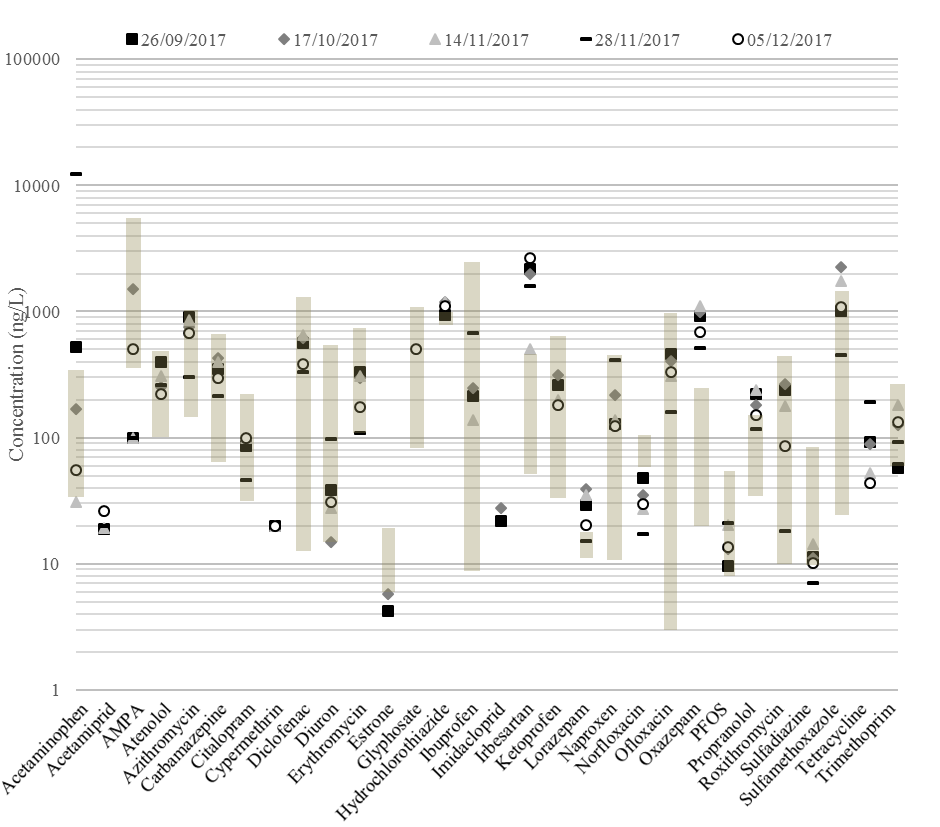 26/09/2017 17/10/2017 14/11/2017 28/11/2017 05/12/2017
100000
10000
1000
100
10
1
Concentration (ng/L)
Acetaminophen
Acetamiprid
AMPA
Atenolol
Azithromycin
Carbamazepine
Citalopram
Cypermethrin
Diclofenac
Diuron
Erythromycin
Estrone
Glyphosate
Hydrochlorothiazide
Ibuprofen
Imidacloprid
Irbesartan
Ketoprofen
Lorazepam
Naproxen
Norfloxacin
Ofloxacin
Oxazepam
PFOS
Propranolol
Roxithromycin
Sulfadiazine
Sulfamethoxazole
Tetracycline
Trimethoprim